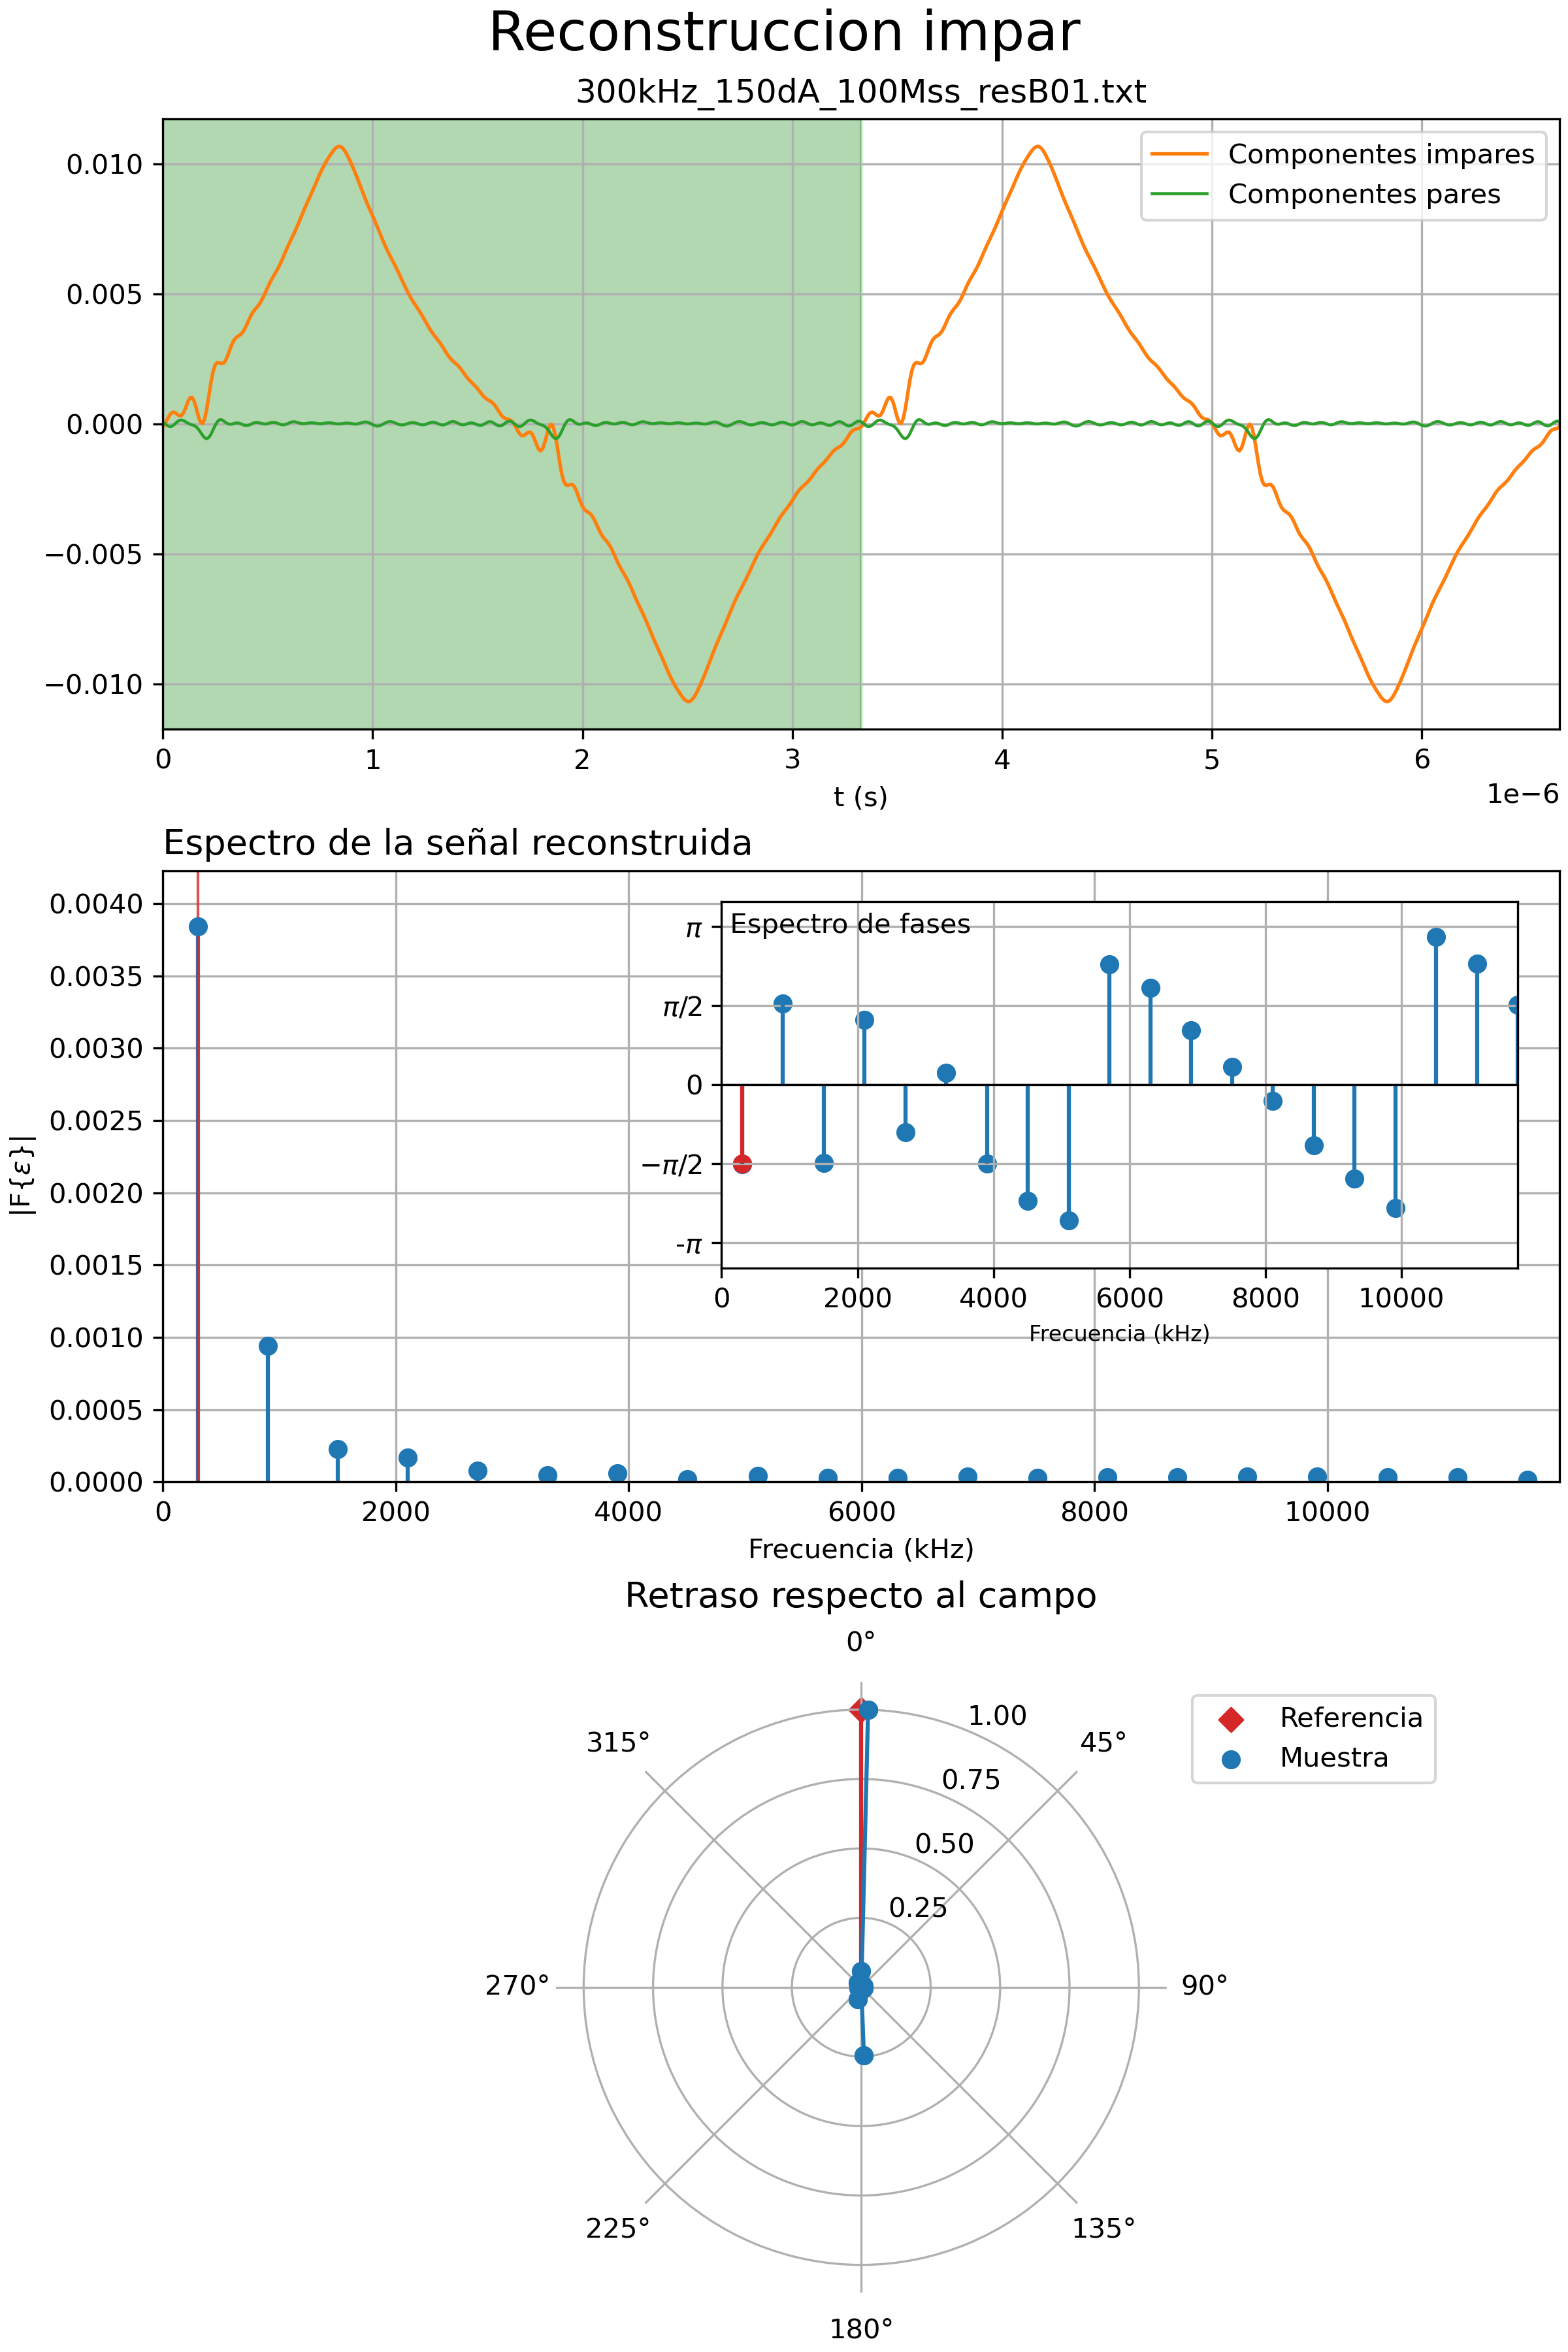 Reconstruccion impar
300kHz_150dA_100Mss_resB01.txt
0.010
0.005
0.000
−0.005
−0.010
Componentes impares
Componentes pares
0 1 2 3 4 5 6
t (s)
1e−6
Espectro de la señal reconstruida
0.0040
0.0035
0.0030
0.0025
0.0020
0.0015
0.0010
0.0005
0.0000
|F{ε}|
Espectro de fases
π
π/2
0
−π/2
-π
0 2000 4000 6000 8000 10000
Frecuencia (kHz)
0 2000 4000 6000 8000 10000
Frecuencia (kHz)
Retraso respecto al campo
0°
45°
90°
135°
180°
225°
270°
315°
1.00
0.75
0.50
0.25
Referencia
Muestra